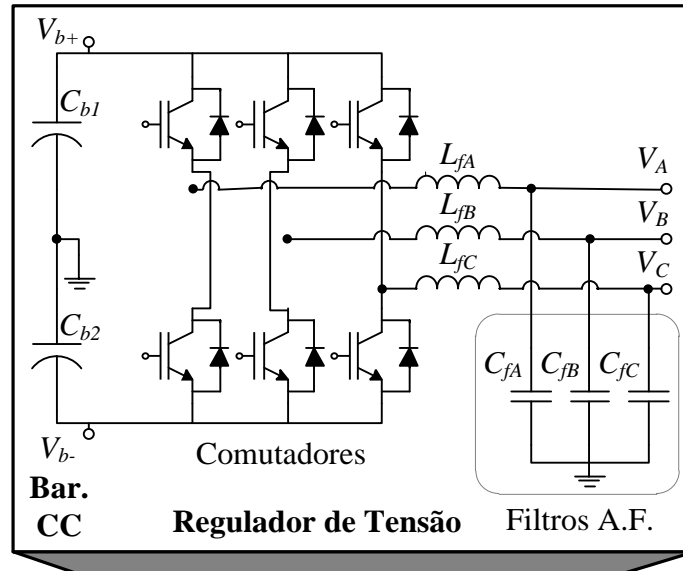 V_{b+}
C_{b1}
L_{fA}
V_A
L_{fB}
V_B
L_{fC}
V_C
C_{b2}
C_{fA} C_{fB} C_{fC}
V_{b-}
Comutadores
Bar.
CC
Regulador de Tensão
Filtros A.F.